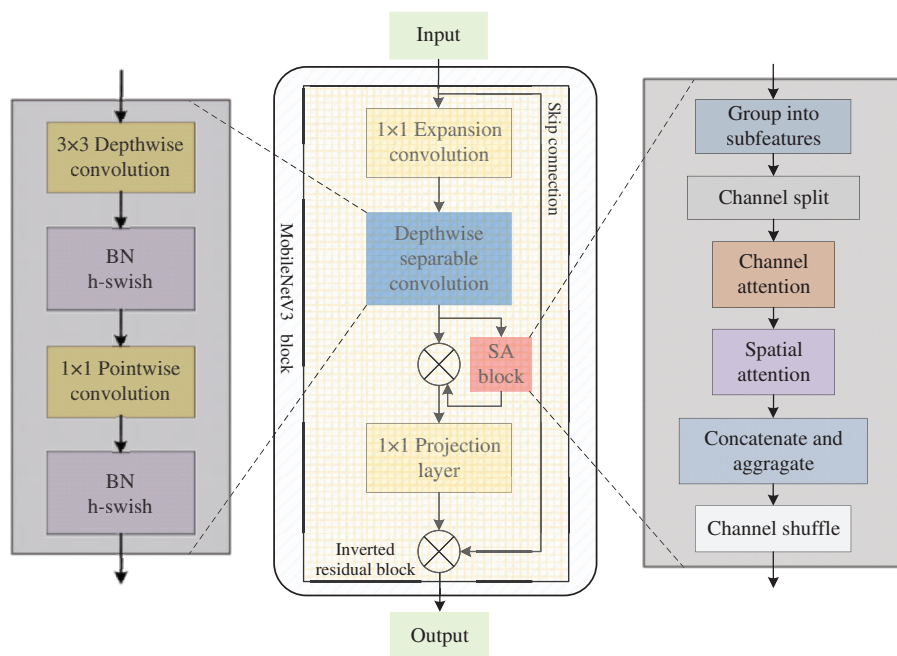 Input
3×3 Depthwise
convolution
BN
h-swish
1×1 Pointwise
convolution
BN
h-swish
MobileNetV3 block
1×1 Expansion
convolution
Skip connection
Depthwise
separable
convolution
SA
block
1×1 Projection
layer
Inverted
residual block
Output
Group into
subfeatures
Channel split
Channel
attention
Spatial
attention
Concatenate and
aggragate
Channel shuffle